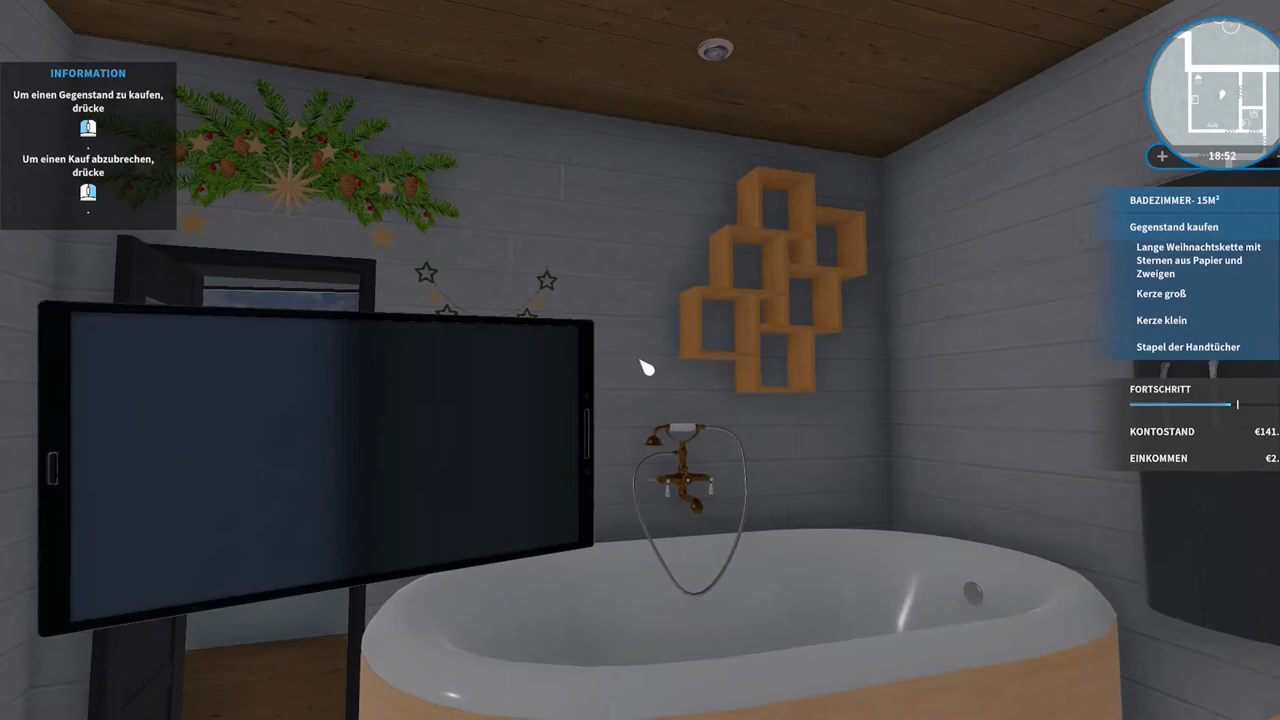 INFORMATION
Um einen Gegenstand zu kaufen,
drücke
.
Um einen Kauf abzubrechen,
drücke
.
18:52
BADEZIMMER- 15M²
Gegenstand kaufen
Lange Weihnachtskette mit
Sternen aus Papier und
Zweigen
Kerze groß
Kerze klein
Stapel der Handtücher
FORTSCHRITT
KONTOSTAND €141.
EINKOMMEN €2.